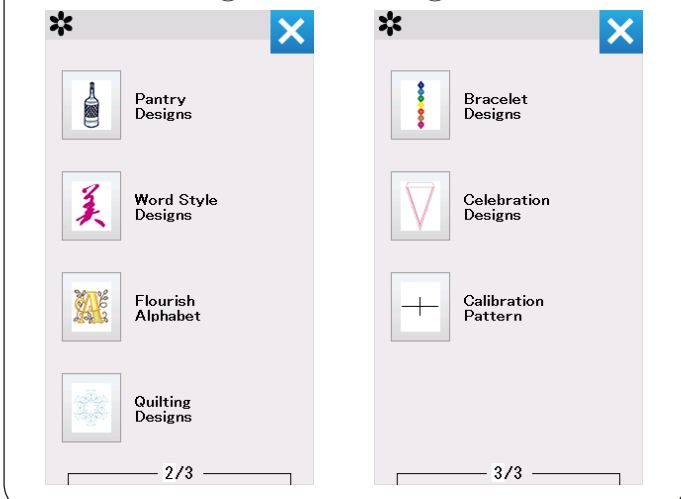 Pantry
Designs
Word Style
Designs
美
Flourish
Alphabet
A
Quilting
Designs
2/3
Bracelet
Designs
Celebration
Designs
Calibration
Pattern
3/3